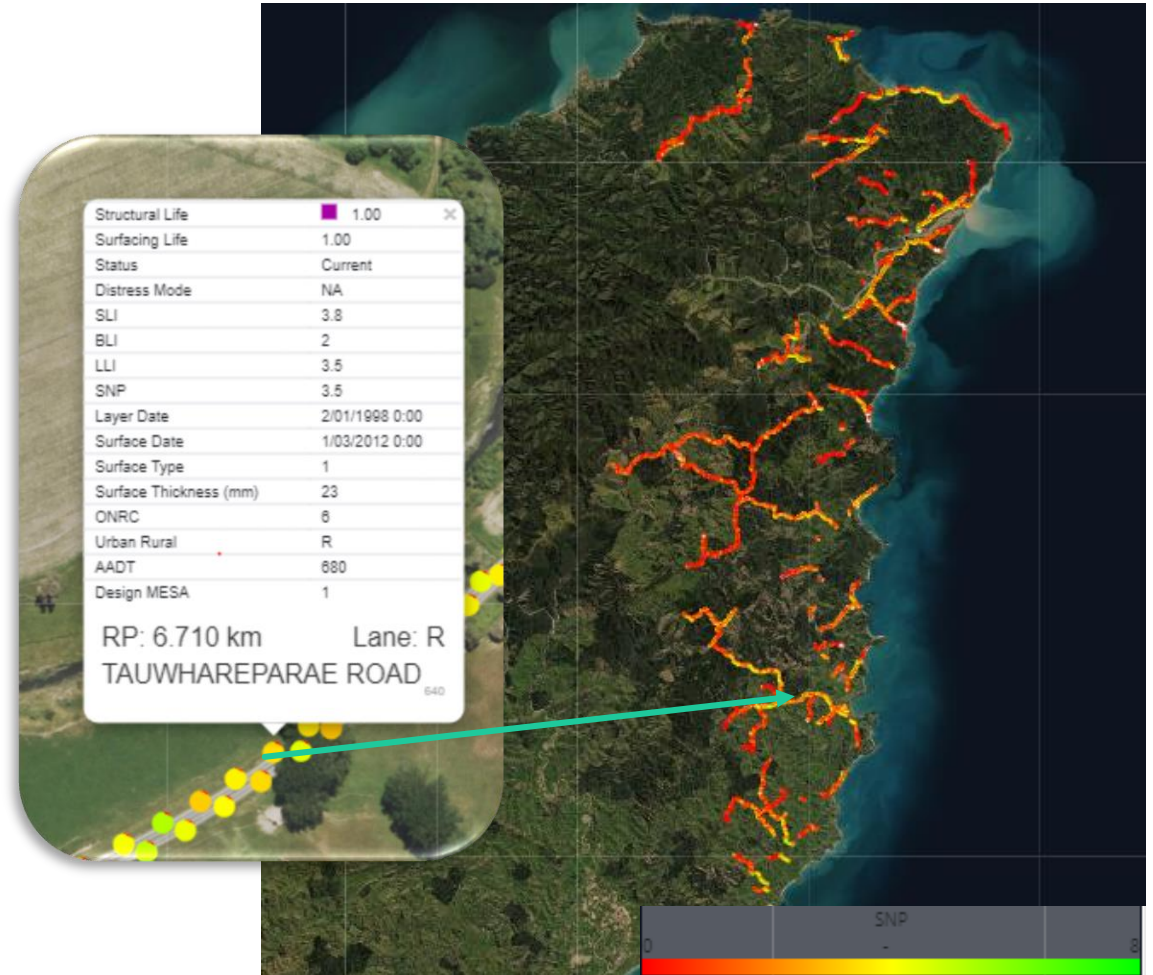 Structural Life 1.00 ×
Surfacing Life 1.00
Status Current
Distress Mode NA
SLI 3.8
BLI 2
LLI 3.5
SNP 3.5
Layer Date 2/01/1998 0:00
Surface Date 1/03/2012 0:00
Surface Type 1
Surface Thickness (mm) 23
ONRC 6
Urban Rural R
AADT 680
Design MESA 1
RP: 6.710 km Lane: R
TAUWHAREPARAE ROAD
640
SNP
0 - 8